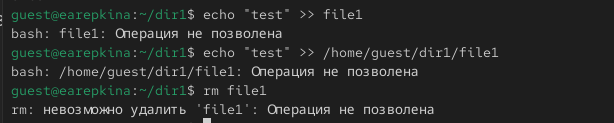 guest@earepkina:~/dir1$ echo "test" >> file1
bash: file1: Операция не позволена
guest@earepkina:~/dir1$ echo "test" >> /home/guest/dir1/file1
bash: /home/guest/dir1/file1: Операция не позволена
guest@earepkina:~/dir1$ rm file1
rm: невозможно удалить 'file1': Операция не позволена